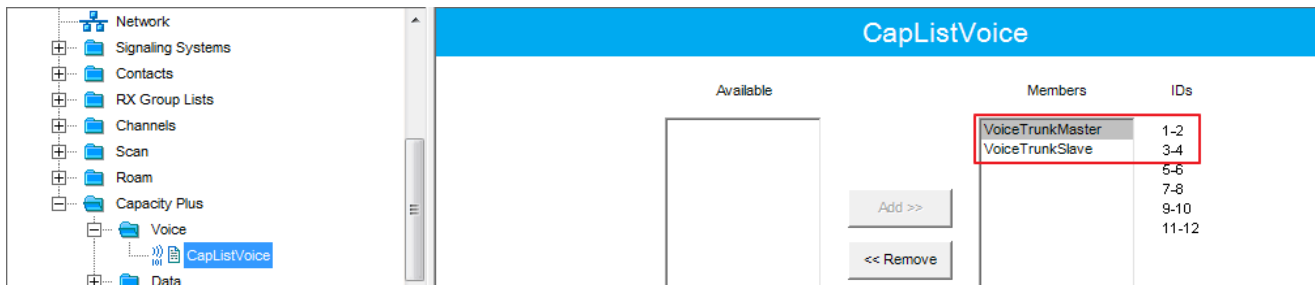 Network
Signaling Systems
Contacts
RX Group Lists
Channels
Scan
Roam
Capacity Plus
Voice
CapListVoice
Data
CapListVoice
Available
Members
IDs
VoiceTrunkMaster 1-2
VoiceTrunkSlave 3-4
5-6
7-8
9-10
11-12
Add >>
<< Remove